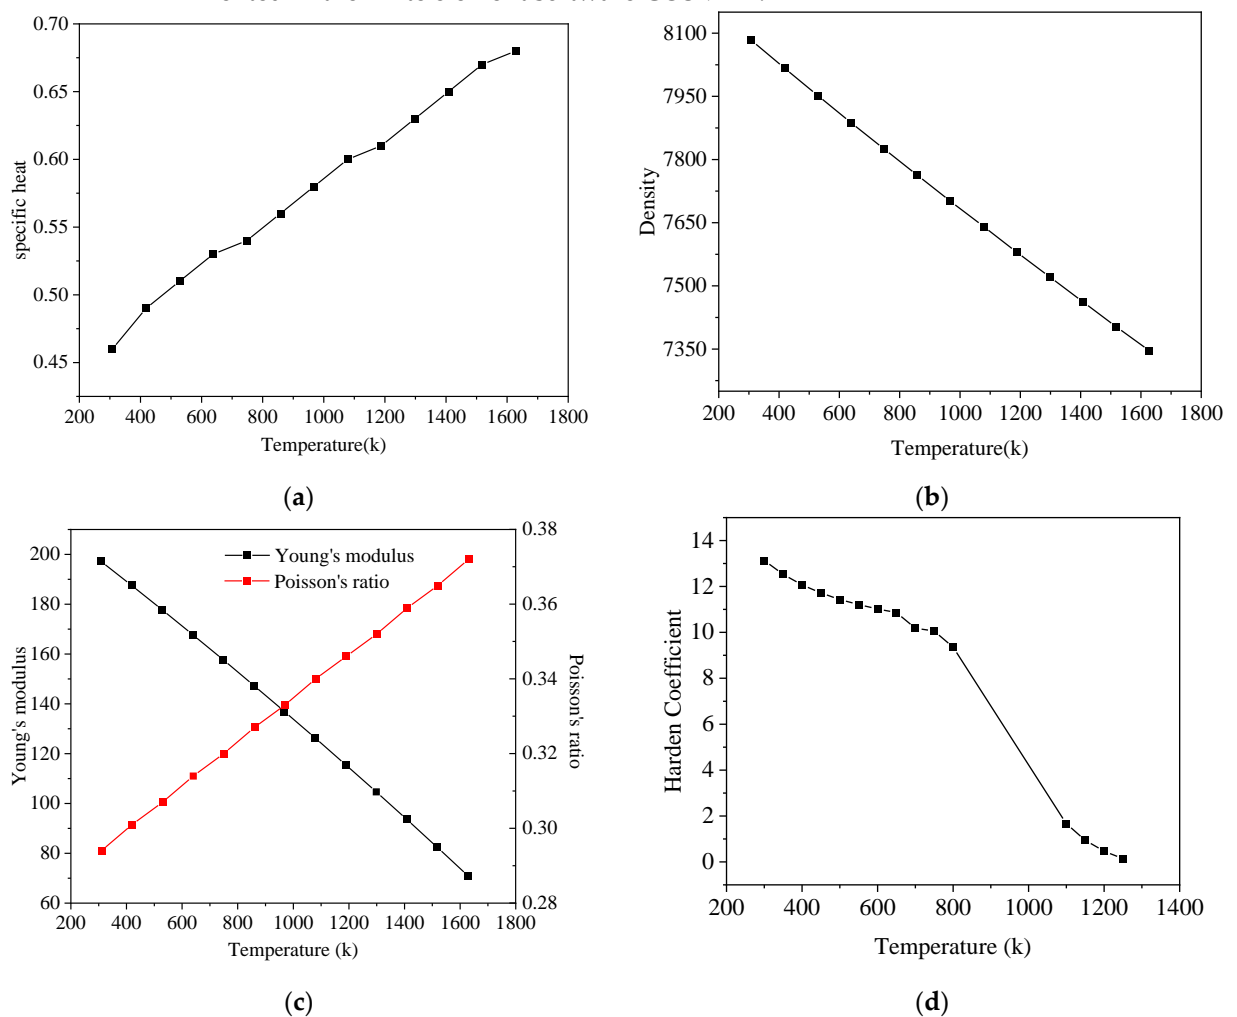 0.70
0.65
0.60
0.55
0.50
0.45
specific heat
200 400 600 800 1000 1200 1400 1600 1800
Temperature(k)
(a)
8100
7950
7800
7650
7500
7350
Density
200 400 600 800 1000 1200 1400 1600 1800
Temperature(k)
(b)
200
180
160
140
120
100
80
60
Young's modulus
Young's modulus
Poisson's ratio
0.38
0.36
0.34
0.32
0.30
0.28
Poisson's ratio
200 400 600 800 1000 1200 1400 1600 1800
Temperature (k)
(c)
14
12
10
8
6
4
2
0
Harden Coefficient
200 400 600 800 1000 1200 1400
Temperature (k)
(d)